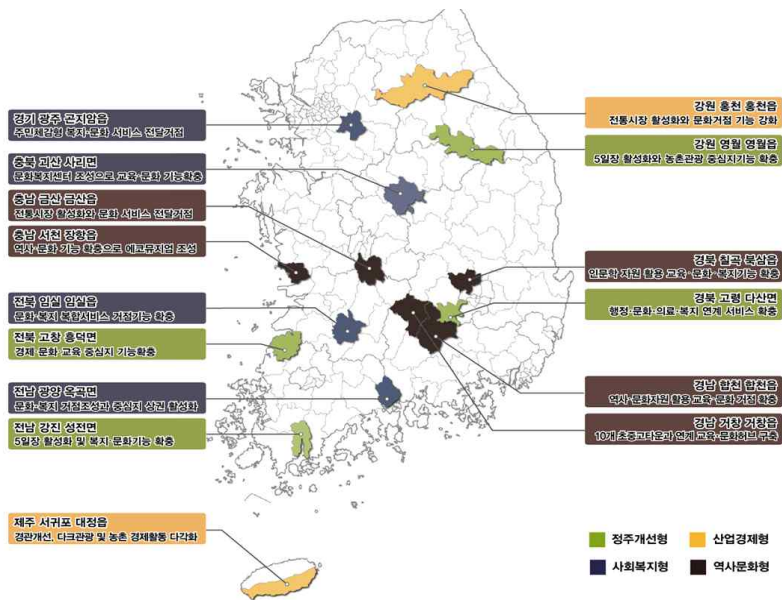 경기 광주 곤지암읍
주민체감형 복지·문화 서비스 전달거점
충북 괴산 사리면
문화복지센터 조성으로 교육·문화 기능확충
충남 금산 금산읍
전통시장 활성화와 문화 서비스 전달거점
충남 서천 장항읍
역사·문화 기능 확충으로 에코뮤지엄 조성
전북 임실 임실읍
문화·복지 복합서비스 거점기능 확충
전북 고창 흥덕면
경제·문화·교육 중심지 기능확충
전남 광양 옥곡면
문화·복지 거점조성과 중심지 상권 활성화
전남 강진 성전면
5일장 활성화 및 복지·문화기능 확충
제주 서귀포 대정읍
경관개선, 다크관광 및 농촌 경제활동 다각화
강원 홍천 홍천읍
전통시장 활성화와 문화거점 기능 강화
강원 영월 영월읍
5일장 활성화와 농촌관광 중심지기능 확충
경북 칠곡 북삼읍
인문학 자원 활용 교육·문화·복지기능 확충
경북 고령 다산면
행정·문화·의료·복지 연계 서비스 확충
경남 합천 합천읍
역사·문화자원 활용 교육·문화 거점 확충
경남 거창 거창읍
10개 초중고타운과 연계 교육·문화허브 구축
정주개선형
산업경제형
사회복지형
역사문화형